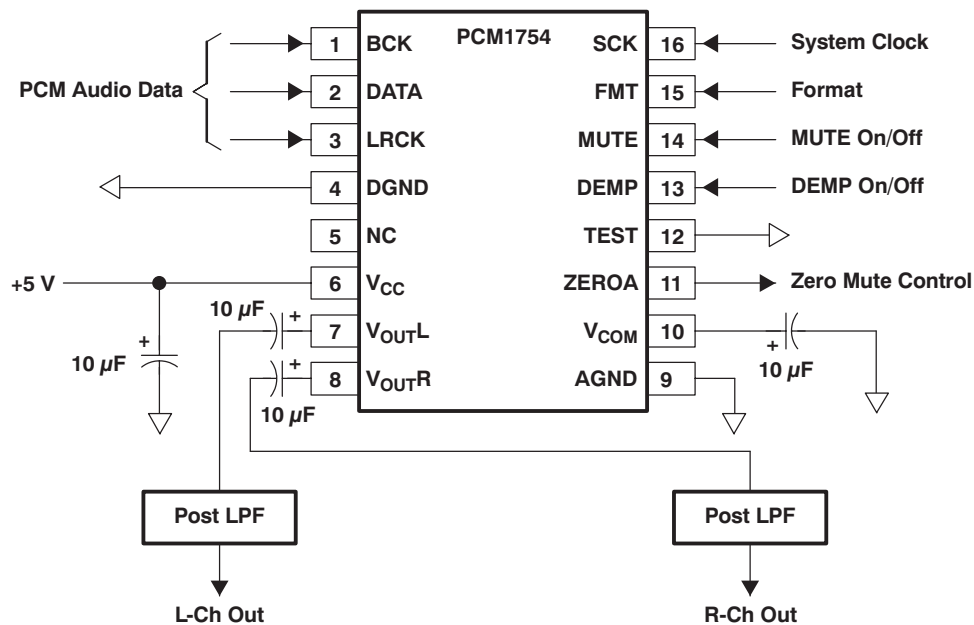 PCM1754
PCM Audio Data
1 BCK
2 DATA
3 LRCK
4 DGND
5 NC
+5 V
6 VCC
10 µF
+
10 µF
+
7 VOUTL
8 VOUTR
+
10 µF
SCK 16 System Clock
FMT 15 Format
MUTE 14 MUTE On/Off
DEMP 13 DEMP On/Off
TEST 12
ZEROA 11 Zero Mute Control
VCOM 10
+
10 µF
AGND 9
Post LPF
L-Ch Out
Post LPF
R-Ch Out